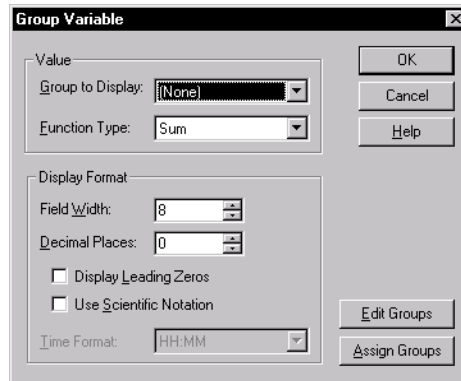 Group Variable
Value
Group to Display: (None)
Function Type: Sum
OK
Cancel
Help
Display Format
Field Width: 8
Decimal Places: 0
Display Leading Zeros
Use Scientific Notation
Time Format: HH:MM
Edit Groups
Assign Groups